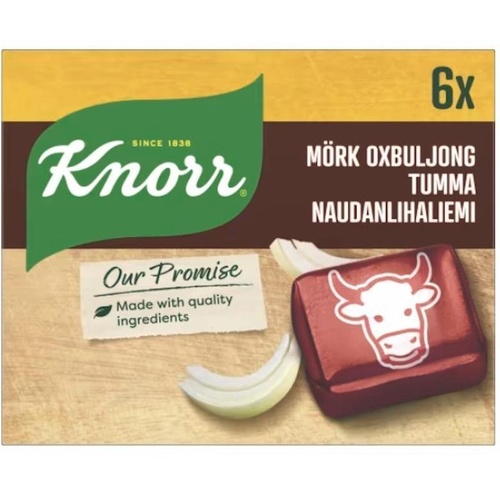 6x
SINCE 1838
Knorr®
MÖRK OXBULJONG
TUMMA
NAUDANLIHALIEMI
Our Promise
Made with quality
ingredients